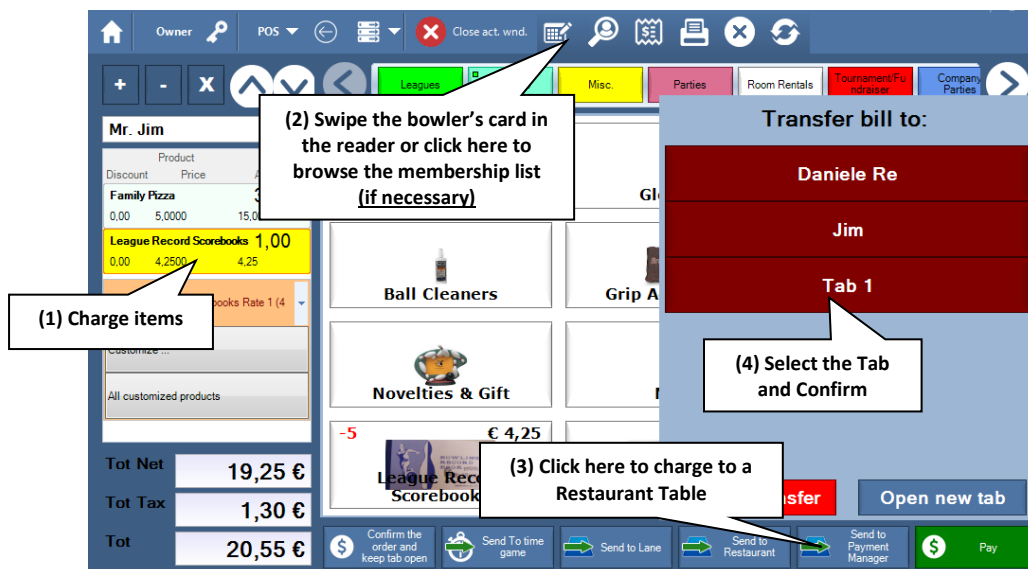 Owner
POS
Close act. wnd.
+
-
X
Leagues
Misc.
Parties
Room Rentals
Tournament/Fu
ndraiser
Company
Parties
(2) Swipe the bowler’s card in
the reader or click here to
browse the membership list
(if necessary)
Mr. Jim
Product
Discount Price
Family Pizza
0,00 5,0000
League Record Scorebooks 1,00
0,00 4,2500 4,25
Rate 1 (4
(1) Charge items
Customize ...
All customized products
Tot Net 19,25 €
Tot Tax 1,30 €
Tot 20,55 €
Ball Cleaners
Grip
Novelties & Gift
-5 € 4,25
League
Transfer bill to:
Daniele Re
Jim
Tab 1
(4) Select the Tab
and Confirm
(3) Click here to charge to a
Restaurant Table
Open new tab
Confirm the
order and
keep tab open
Send To time
game
Send to Lane
Send to
Restaurant
Send to
Payment
Manager
Pay